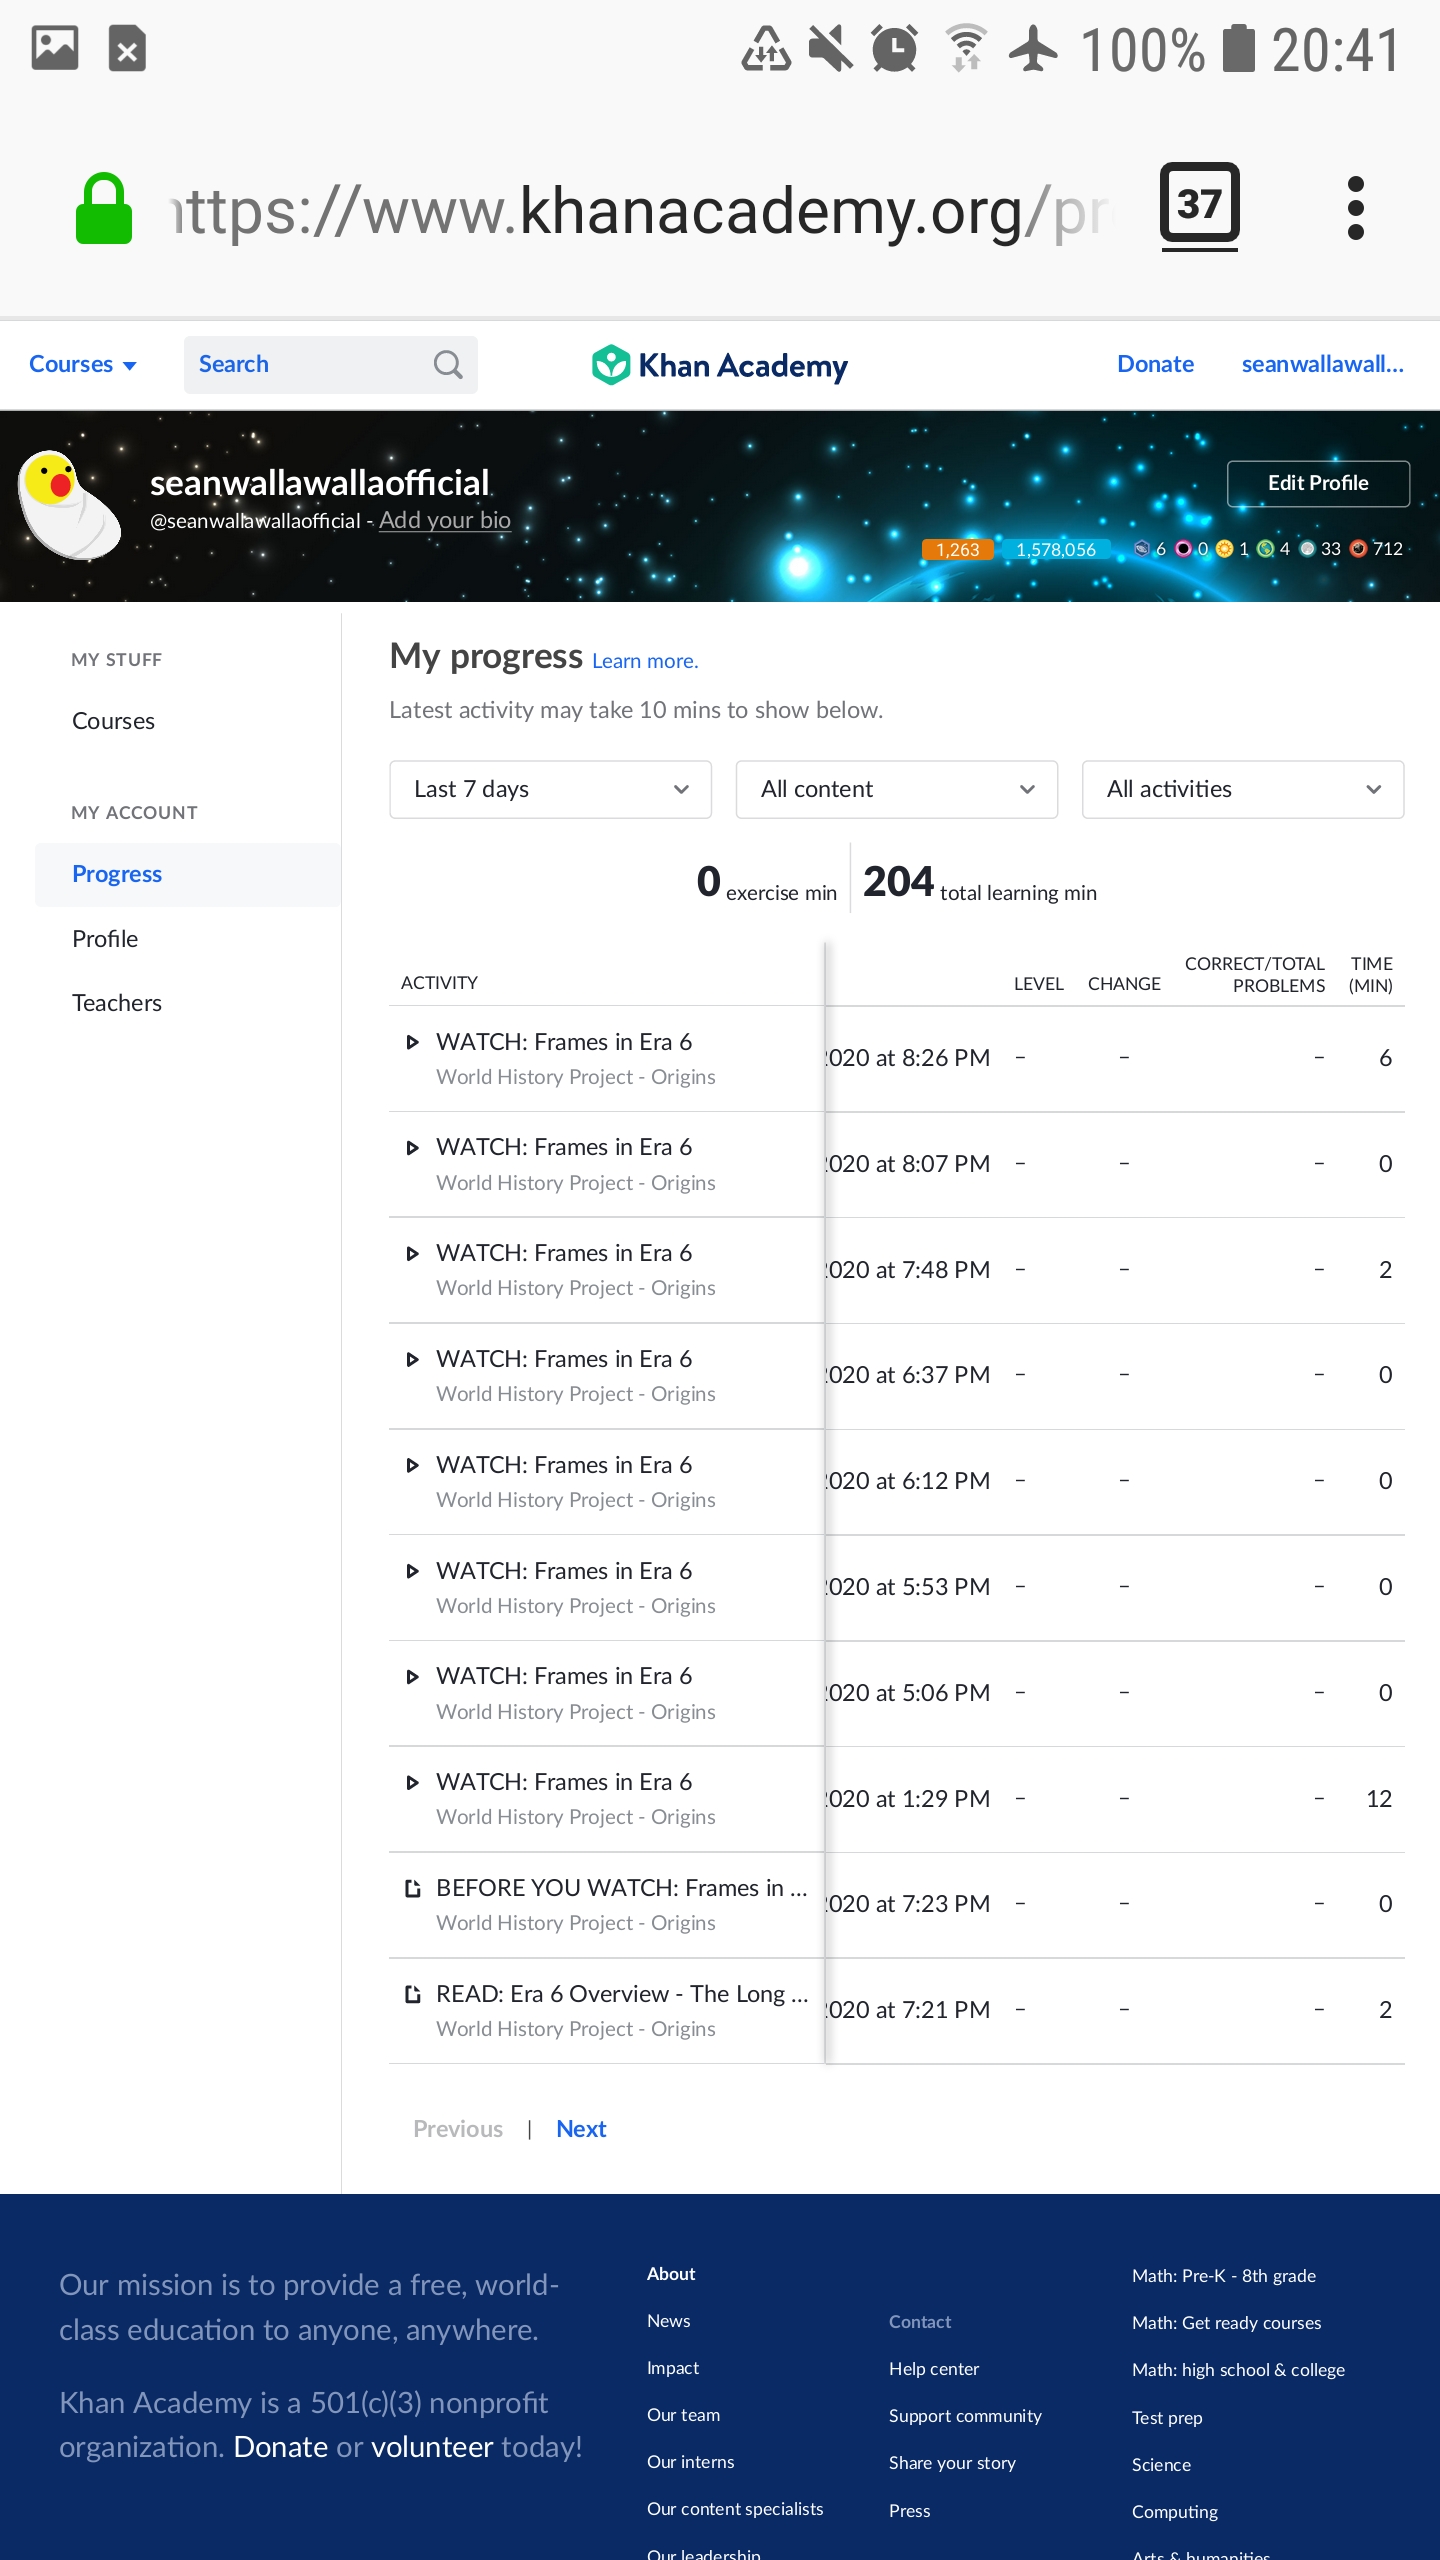 100% 20:41
https://www.khanacademy.org/pr
37
Courses
Search
Khan Academy
Donate
seanwallawall...
seanwallawallaofficial
@seanwallawallaofficial - Add your bio
Edit Profile
1,263 1,578,056 6 0 1 4 33 712
MY STUFF
Courses
MY ACCOUNT
Progress
Profile
Teachers
My progress Learn more.
Latest activity may take 10 mins to show below.
Last 7 days
All content
All activities
0 exercise min
204 total learning min
ACTIVITY LEVEL CHANGE CORRECT/TOTAL PROBLEMS TIME (MIN)
WATCH: Frames in Era 6
World History Project - Origins
2020 at 8:26 PM – – – 6
WATCH: Frames in Era 6
World History Project - Origins
2020 at 8:07 PM – – – 0
WATCH: Frames in Era 6
World History Project - Origins
2020 at 7:48 PM – – – 2
WATCH: Frames in Era 6
World History Project - Origins
2020 at 6:37 PM – – – 0
WATCH: Frames in Era 6
World History Project - Origins
2020 at 6:12 PM – – – 0
WATCH: Frames in Era 6
World History Project - Origins
2020 at 5:53 PM – – – 0
WATCH: Frames in Era 6
World History Project - Origins
2020 at 5:06 PM – – – 0
WATCH: Frames in Era 6
World History Project - Origins
2020 at 1:29 PM – – – 12
BEFORE YOU WATCH: Frames in ...
World History Project - Origins
2020 at 7:23 PM – – – 0
READ: Era 6 Overview - The Long ...
World History Project - Origins
2020 at 7:21 PM – – – 2
Previous | Next
Our mission is to provide a free, world-
class education to anyone, anywhere.
Khan Academy is a 501(c)(3) nonprofit
organization. Donate or volunteer today!
About
News
Impact
Our team
Our interns
Our content specialists
Our leadership
Contact
Help center
Support community
Share your story
Press
Math: Pre-K - 8th grade
Math: Get ready courses
Math: high school & college
Test prep
Science
Computing
Arts & humanities